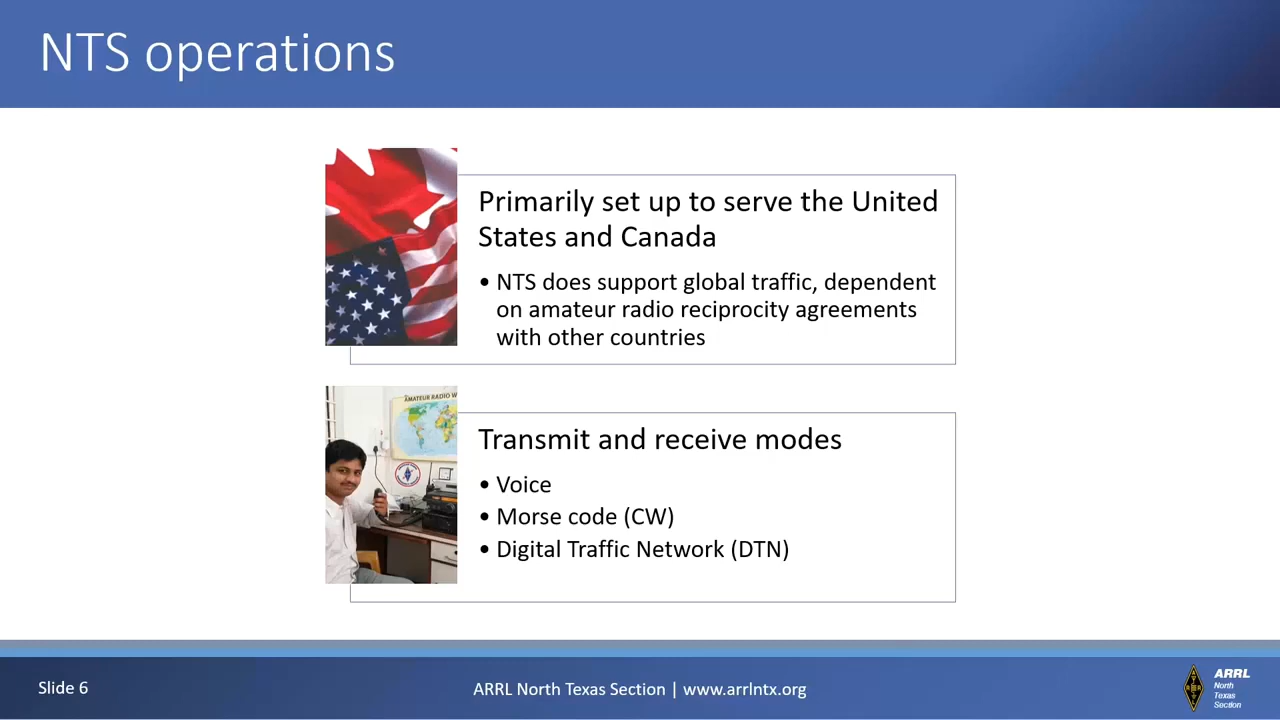 NTS operations
Primarily set up to serve the United
States and Canada
• NTS does support global traffic, dependent
on amateur radio reciprocity agreements
with other countries
AMATEUR RADIO W
Transmit and receive modes
• Voice
• Morse code (CW)
• Digital Traffic Network (DTN)
Slide 6
ARRL North Texas Section | www.arrlntx.org
ARRL
North
Texas
Section